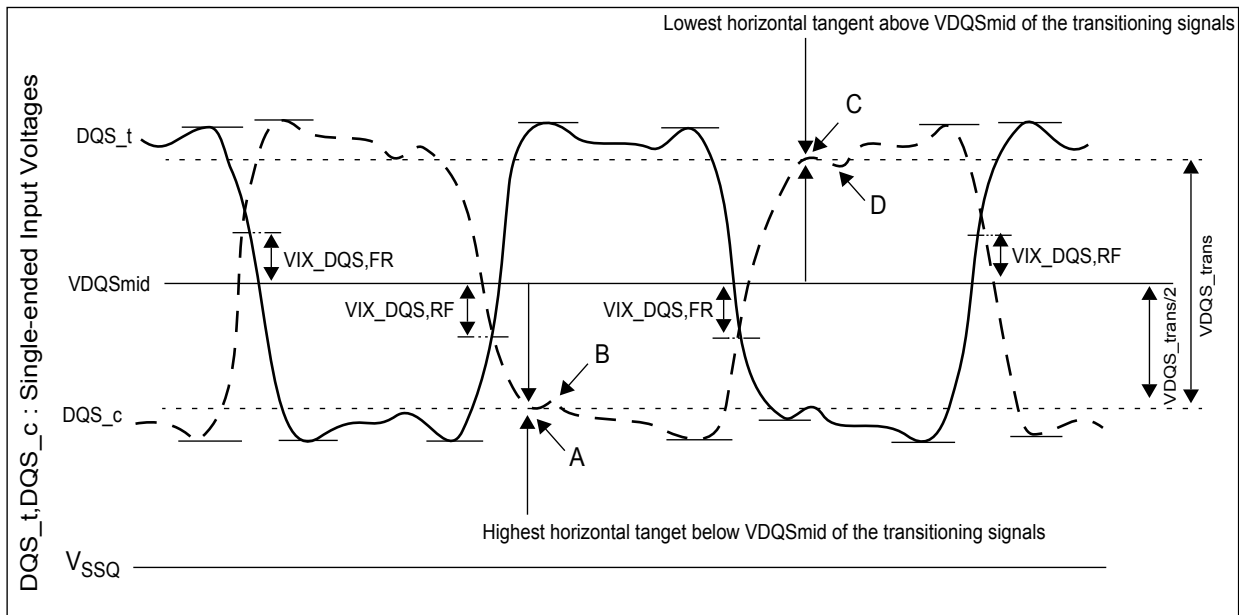 Lowest horizontal tangent above VDQSmid of the transitioning signals
DQS_t,DQS_c : Single-ended Input Voltages
DQS_t
C
D
VIX_DQS,FR
VIX_DQS,RF
VDQS_trans
VDQSmid
VIX_DQS,RF
VIX_DQS,FR
VDQS_trans/2
B
DQS_c
A
Highest horizontal tanget below VDQSmid of the transitioning signals
VSSQ